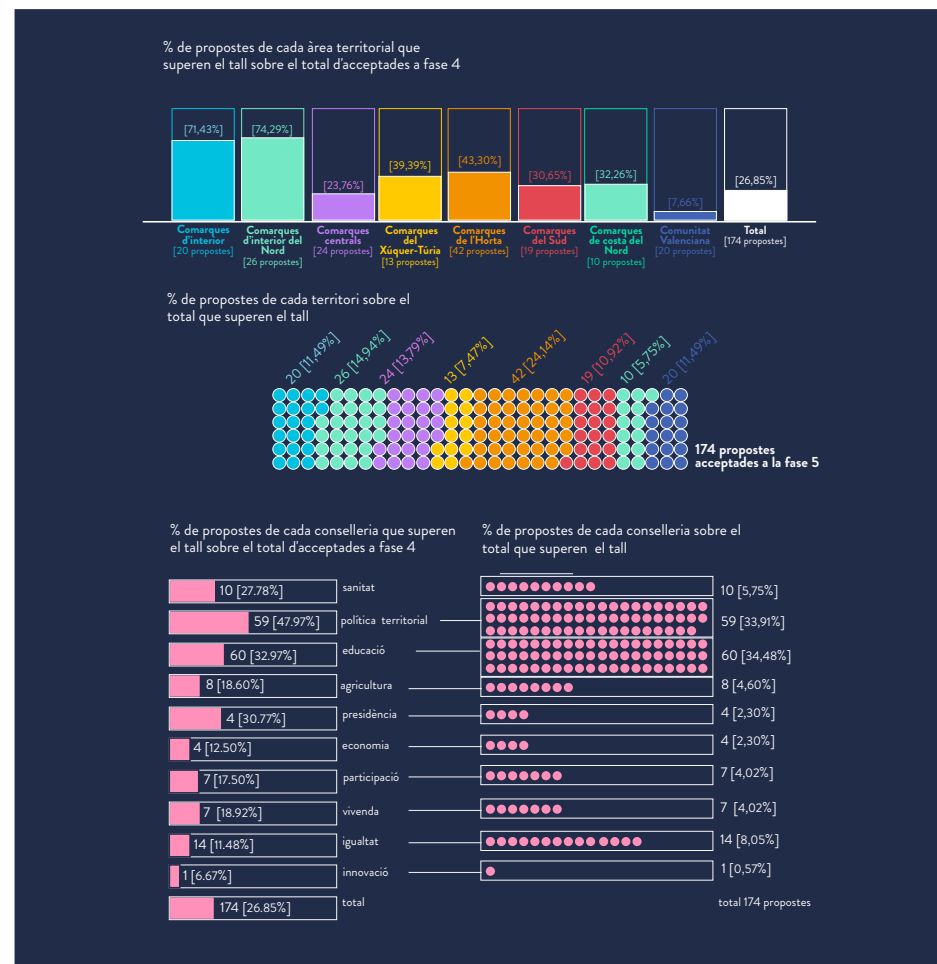 % de propostes de cada àrea territorial que
superen el tall sobre el total d'acceptades a fase 4
[71,43%]
[74,29%]
[23,76%]
[39,39%]
[43,30%]
[30,65%]
[32,26%]
[7,66%]
[26,85%]
Comarques
d'interior
[20 propostes]
Comarques
d'interior del
Nord
[26 propostes]
Comarques
centrals
[24 propostes]
Comarques
del
Xúquer-Túria
[13 propostes]
Comarques
de l'Horta
[42 propostes]
Comarques
del Sud
[19 propostes]
Comarques
de costa del
Nord
[10 propostes]
Comunitat
Valenciana
[20 propostes]
Total
[174 propostes]
% de propostes de cada territori sobre el
total que superen el tall
20 [11,49%]
26 [14,94%]
24 [13,79%]
13 [7,47%]
42 [24,14%]
19 [10,92%]
10 [5,75%]
20 [11,49%]
174 propostes
acceptades a la fase 5
% de propostes de cada conselleria que superen
el tall sobre el total d'acceptades a fase 4
10 [27.78%]
sanitat
59 [47.97%]
política territorial
60 [32.97%]
educació
8 [18.60%]
agricultura
4 [30.77%]
presidència
4 [12.50%]
economia
7 [17.50%]
participació
7 [18.92%]
vivenda
14 [11.48%]
igualtat
1 [6.67%]
innovació
174 [26.85%]
total
% de propostes de cada conselleria sobre el
total que superen el tall
10 [5,75%]
59 [33,91%]
60 [34,48%]
8 [4,60%]
4 [2,30%]
4 [2,30%]
7 [4,02%]
7 [4,02%]
14 [8,05%]
1 [0,57%]
total 174 propostes